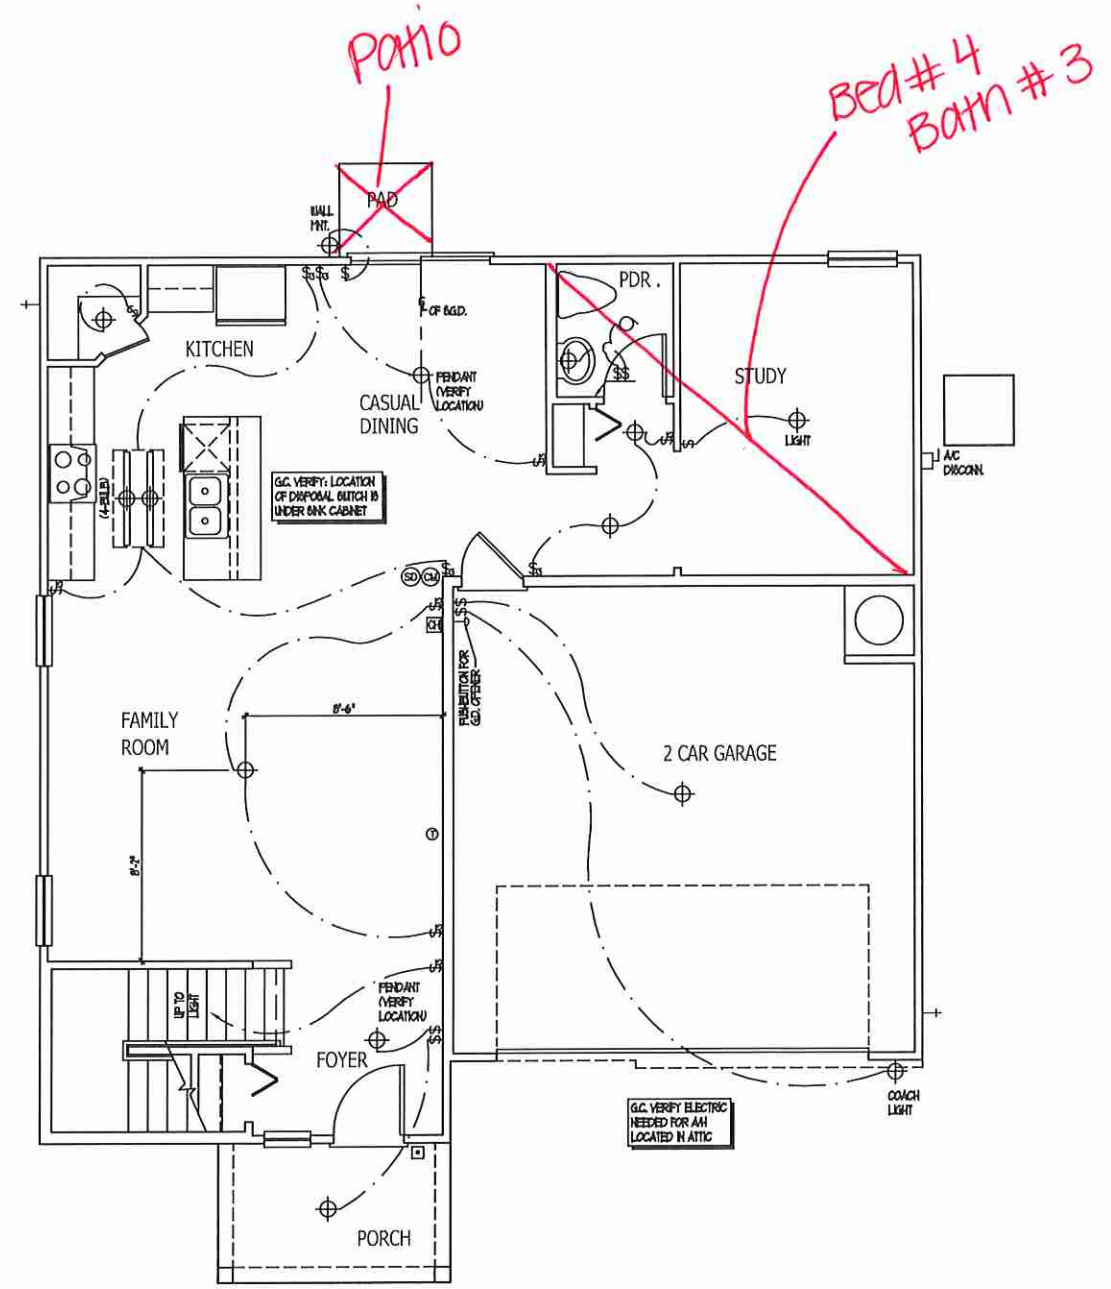 Patio
Bed # 4
Bath # 3
PAD
WALL
MNT.
PDR.
℄ OF S.G.D.
KITCHEN
PENDANT
(VERIFY
LOCATION)
CASUAL
DINING
STUDY
LIGHT
A/C
DISCONN.
(4-BULB)
G.C. VERIFY: LOCATION
OF DISPOSAL SWITCH IS
UNDER SINK CABINET
SD
CM
CH
PUSHBUTTON FOR
G.D. OPENER
8'-6"
FAMILY
ROOM
2 CAR GARAGE
T
8'-2"
UP TO
LIGHT
PENDANT
(VERIFY
LOCATION)
FOYER
COACH
LIGHT
G.C. VERIFY ELECTRIC
NEEDED FOR AH
LOCATED IN ATTIC
PORCH